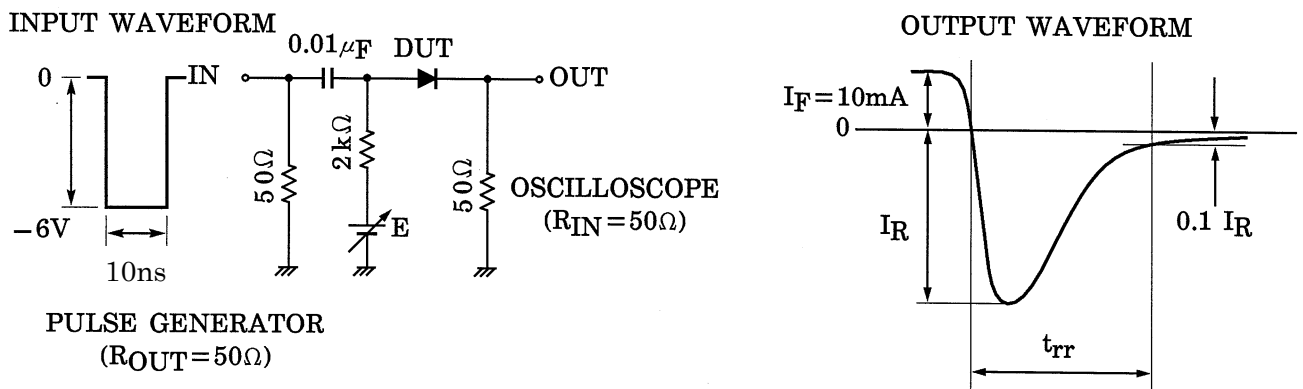 INPUT WAVEFORM
0
IN
-6V
10ns
PULSE GENERATOR
(ROUT=50Ω)
0.01μF
DUT
OUT
50Ω
2kΩ
E
50Ω
OSCILLOSCOPE
(RIN=50Ω)
OUTPUT WAVEFORM
IF=10mA
0
IR
0.1 IR
trr